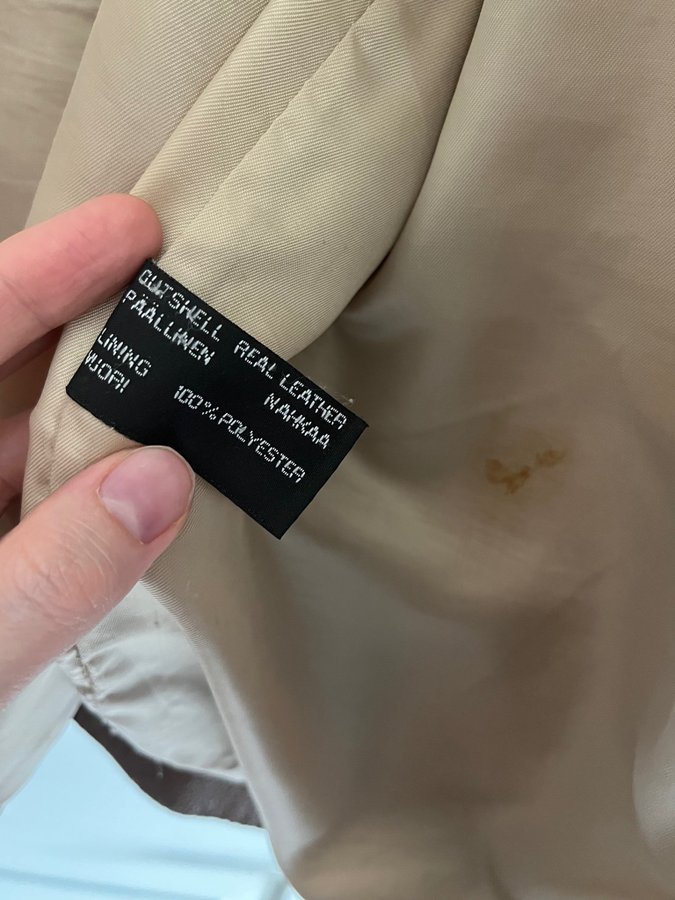 OUTSHELL REAL LEATHER
PÄÄLLINEN NAHKAA
LINING 100% POLYESTER
VUORI